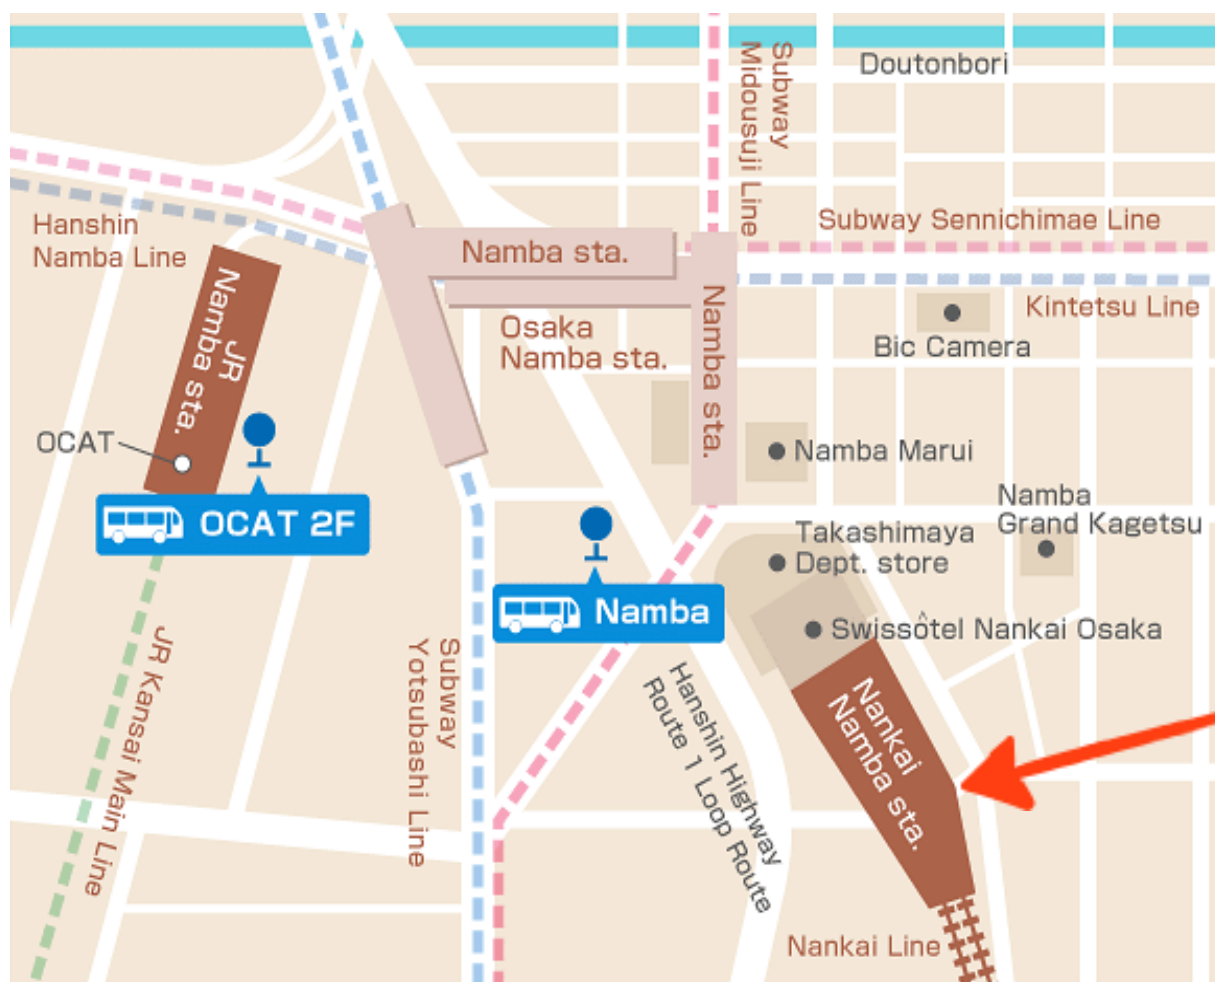 Doutonbori
Subway
Midousuji Line
Subway Sennichimae Line
Hanshin
Namba Line
Namba sta.
Kintetsu Line
JR
Namba sta.
Osaka
Namba sta.
Namba sta.
Bic Camera
OCAT
Namba Marui
Namba
Grand Kagetsu
OCAT 2F
Takashimaya
Dept. store
Namba
Swissôtel Nankai Osaka
JR Kansai Main Line
Subway
Yotsubashi Line
Hanshin Highway
Route 1 Loop Route
Nankai
Namba sta.
Nankai Line